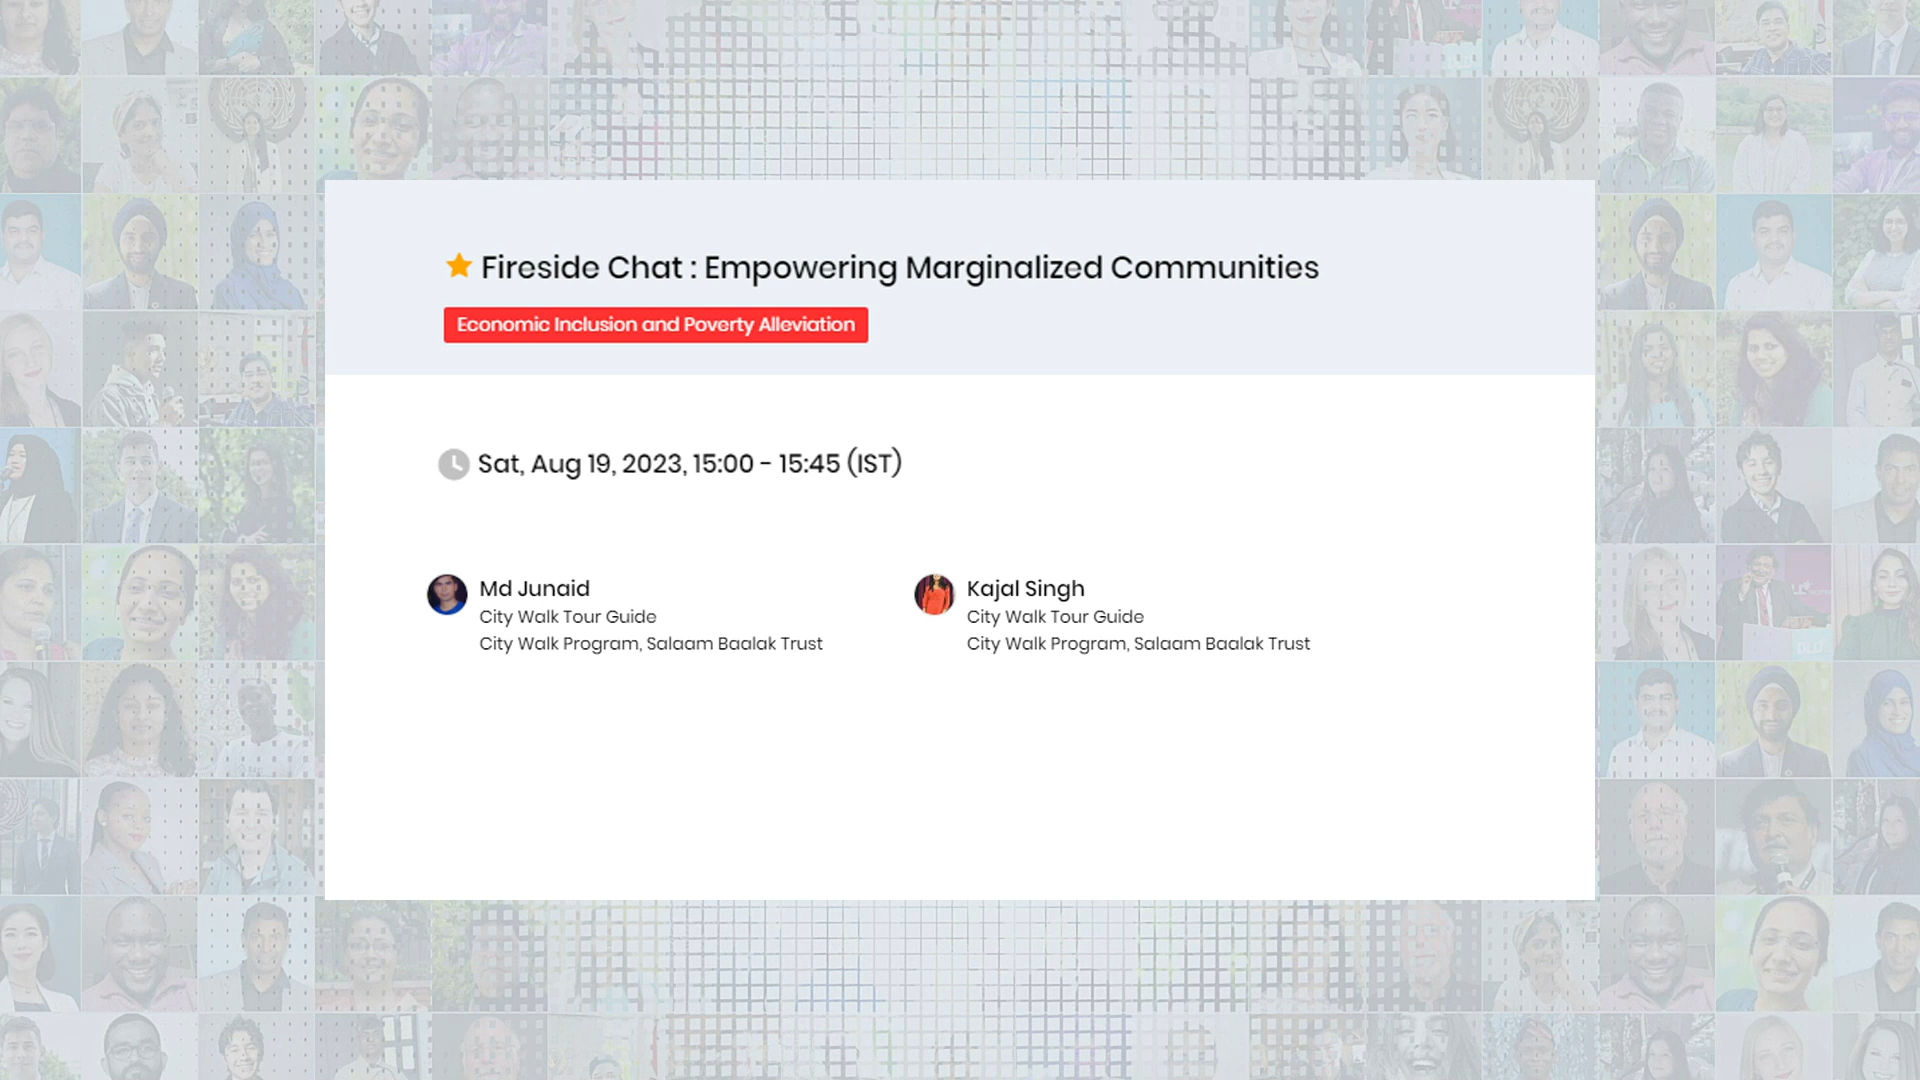 Fireside Chat : Empowering Marginalized Communities
Economic Inclusion and Poverty Alleviation
Sat, Aug 19, 2023, 15:00 - 15:45 (IST)
Md Junaid
City Walk Tour Guide
City Walk Program, Salaam Baalak Trust
Kajal Singh
City Walk Tour Guide
City Walk Program, Salaam Baalak Trust